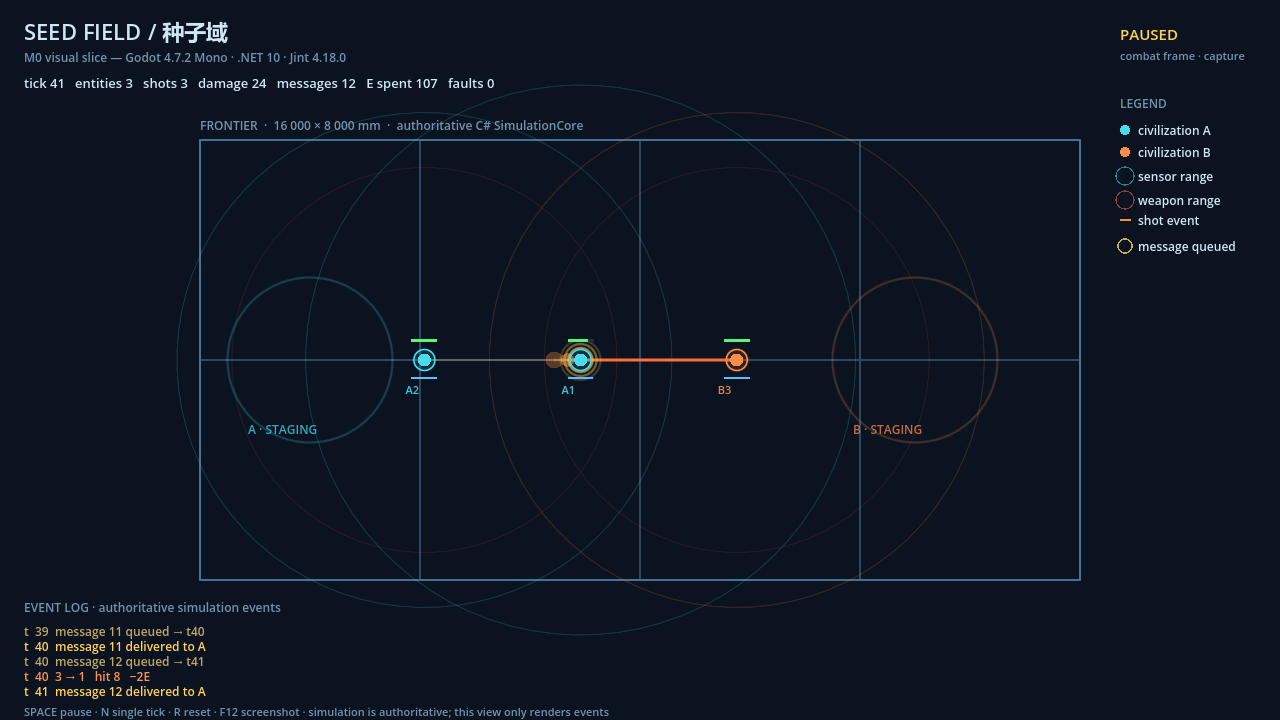 SEED FIELD / 种子域
M0 visual slice — Godot 4.7.2 Mono · .NET 10 · Jint 4.18.0
tick 41 entities 3 shots 3 damage 24 messages 12 E spent 107 faults 0
PAUSED
combat frame · capture
LEGEND
civilization A
civilization B
sensor range
weapon range
shot event
message queued
FRONTIER · 16 000 × 8 000 mm · authoritative C# SimulationCore
A2
A1
B3
A · STAGING
B · STAGING
EVENT LOG · authoritative simulation events
t 39 message 11 queued → t40
t 40 message 11 delivered to A
t 40 message 12 queued → t41
t 40 3 → 1 hit 8 −2E
t 41 message 12 delivered to A
SPACE pause · N single tick · R reset · F12 screenshot · simulation is authoritative; this view only renders events